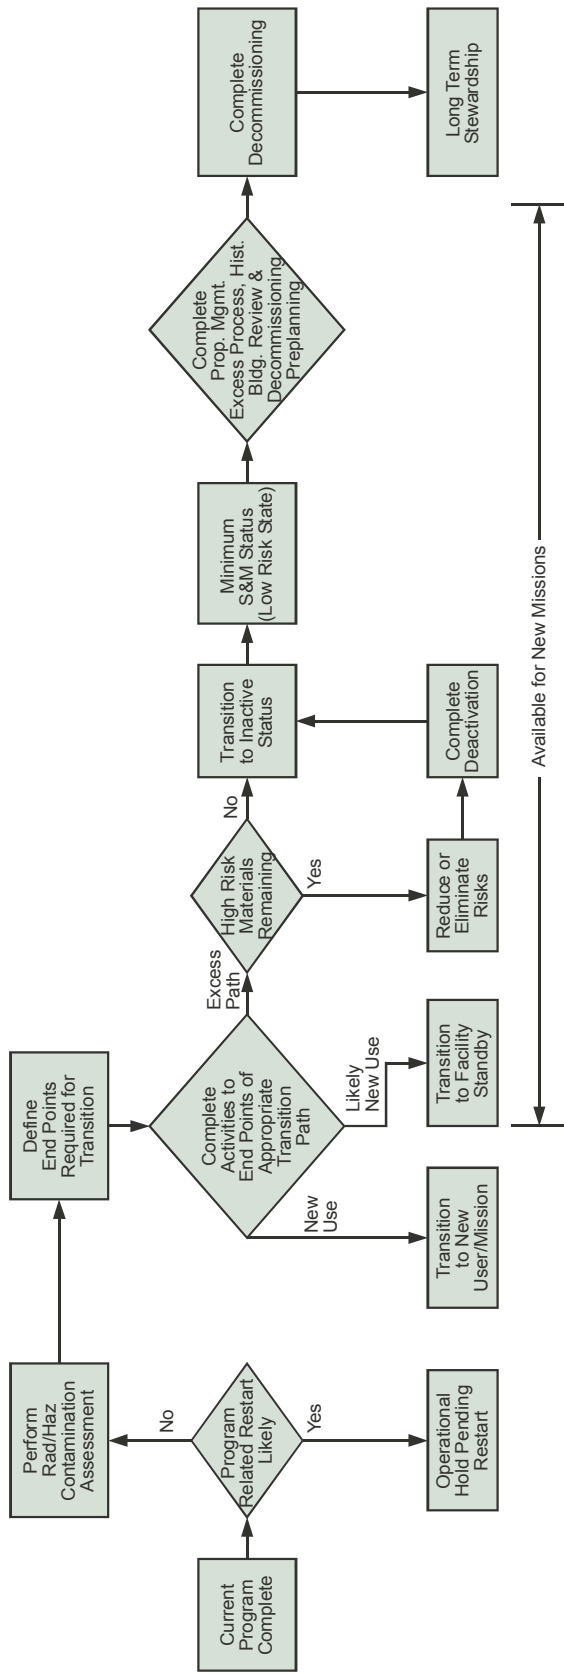 Current
Program
Complete
Program
Related Restart
Likely
No
Yes
Perform
Rad/Haz
Contamination
Assessment
Operational
Hold Pending
Restart
Define
End Points
Required for
Transition
Complete
Activities to
End Points of
Appropriate
Transition
Path
New
Use
Transition
to New
User/Mission
Likely
New Use
Transition
to Facility
Standby
Excess
Path
High Risk
Materials
Remaining
No
Yes
Reduce or
Eliminate
Risks
Complete
Deactivation
Transition
to Inactive
Status
Minimum
S&M Status
(Low Risk State)
Complete
Prop. Mgmt.
Excess Process, Hist.
Bldg. Review &
Decommissioning
Preplanning
Complete
Decommissioning
Long Term
Stewardship
Available for New Missions